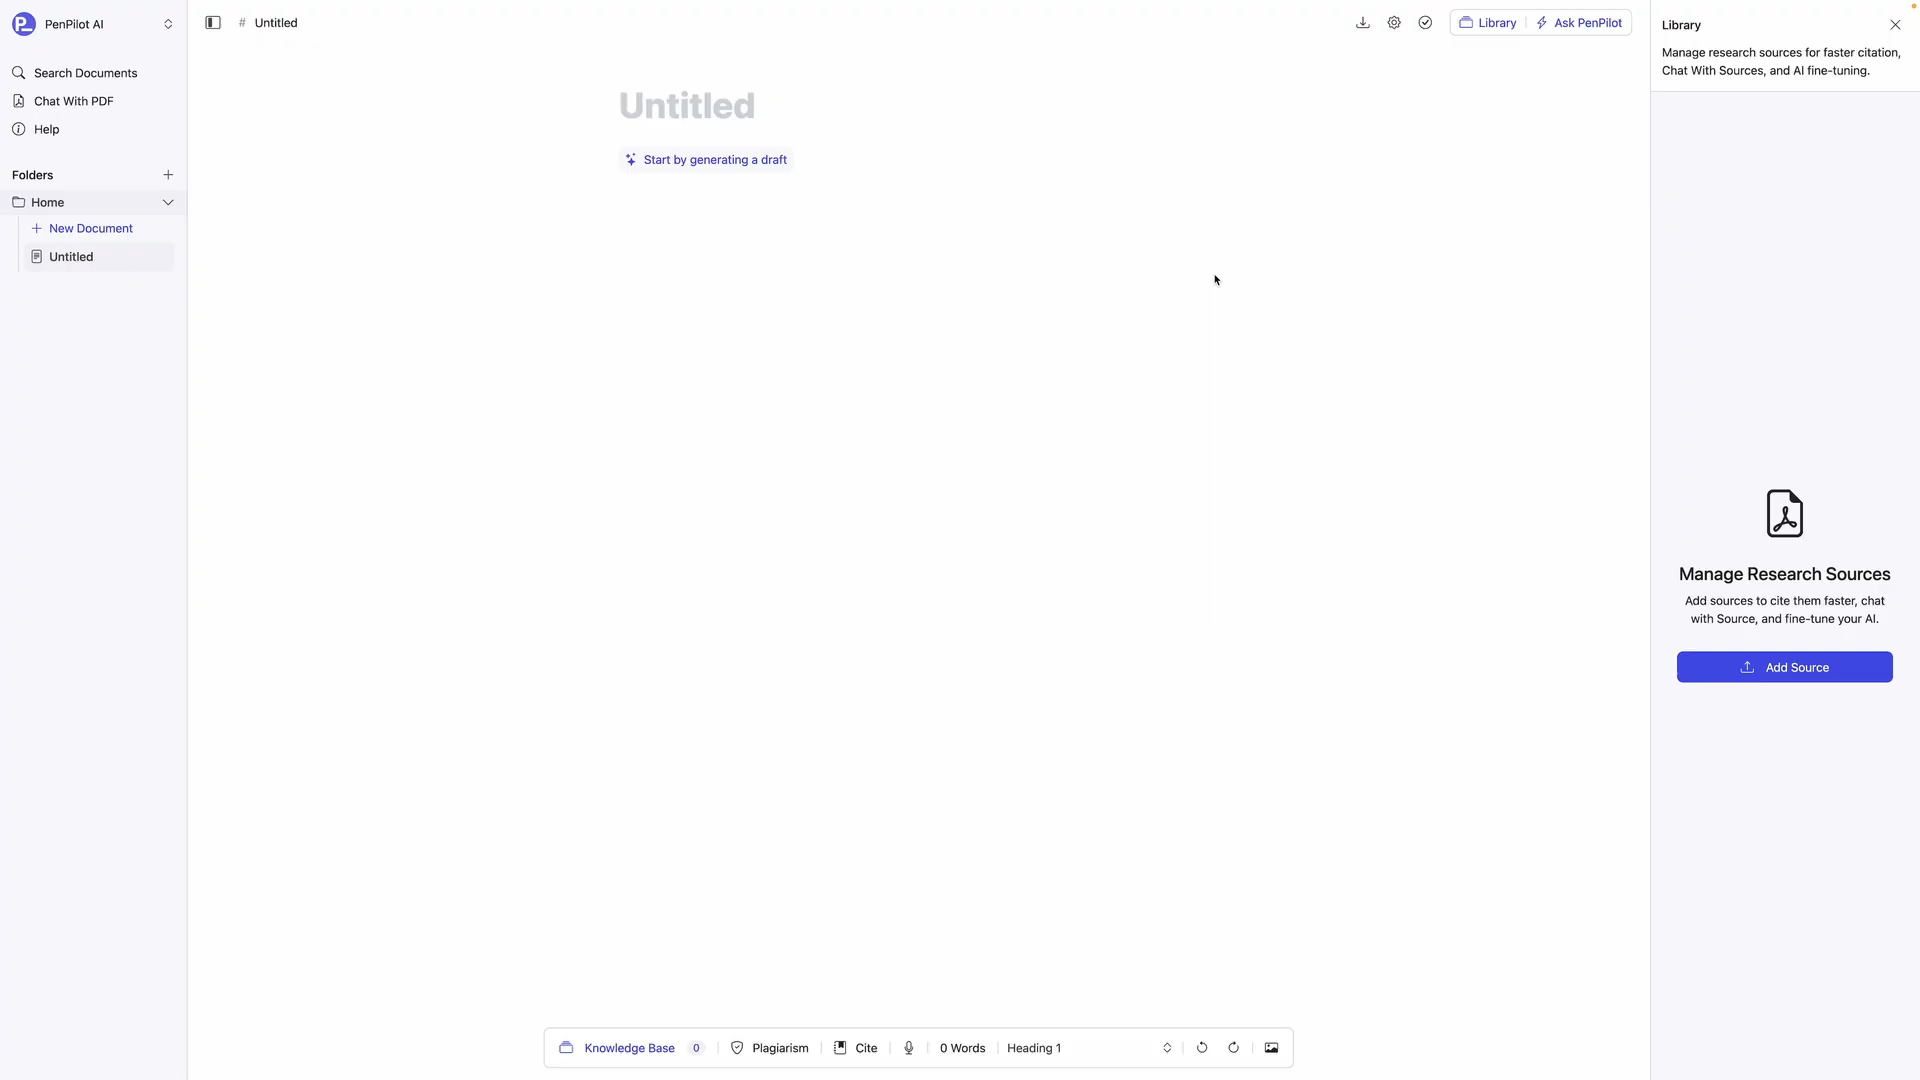 PenPilot AI
Search Documents
Chat With PDF
Help
Folders
Home
New Document
Untitled
# Untitled
Library
Ask PenPilot
Untitled
Start by generating a draft
Library
Manage research sources for faster citation,
Chat With Sources, and AI fine-tuning.
Manage Research Sources
Add sources to cite them faster, chat
with Source, and fine-tune your AI.
Add Source
Knowledge Base 0
Plagiarism
Cite
0 Words
Heading 1